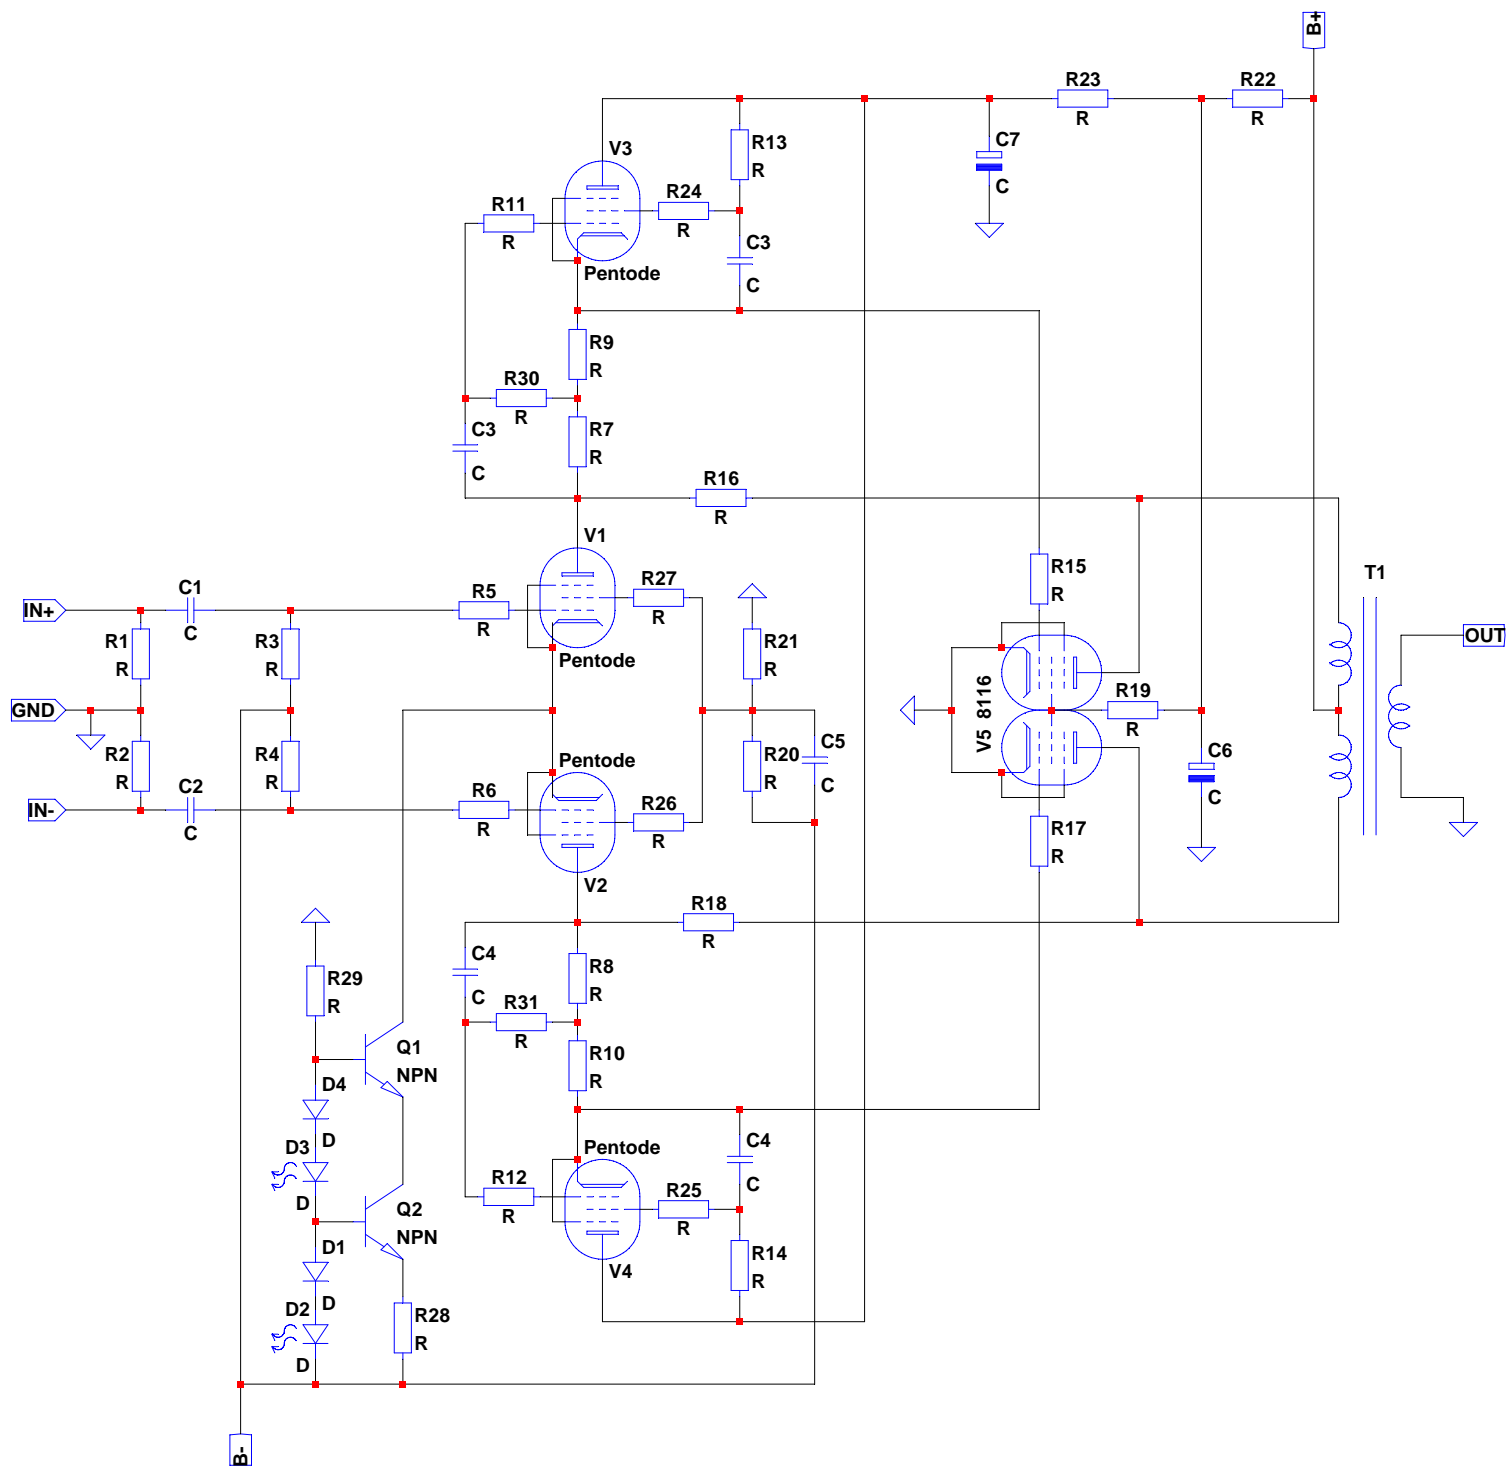 B+
R23
R
R22
R
V3
R13
R
C7
C
R11
R
R24
R
C3
C
Pentode
R9
R
R30
R
C3
C
R7
R
R16
R
V1
R27
R
R15
R
T1
IN+
C1
C
R5
R
R1
R
R3
R
R21
R
Pentode
OUT
GND
V5 8116
R19
R
R2
R
R4
R
Pentode
R20
R
C5
C
C6
C
IN-
C2
C
R6
R
R26
R
R17
R
V2
R18
R
C4
C
R8
R
R29
R
R31
R
Q1
NPN
R10
R
D4
D
D3
D
Pentode
C4
C
R12
R
R25
R
Q2
NPN
D1
D
V4
R14
R
D2
D
R28
R
B-